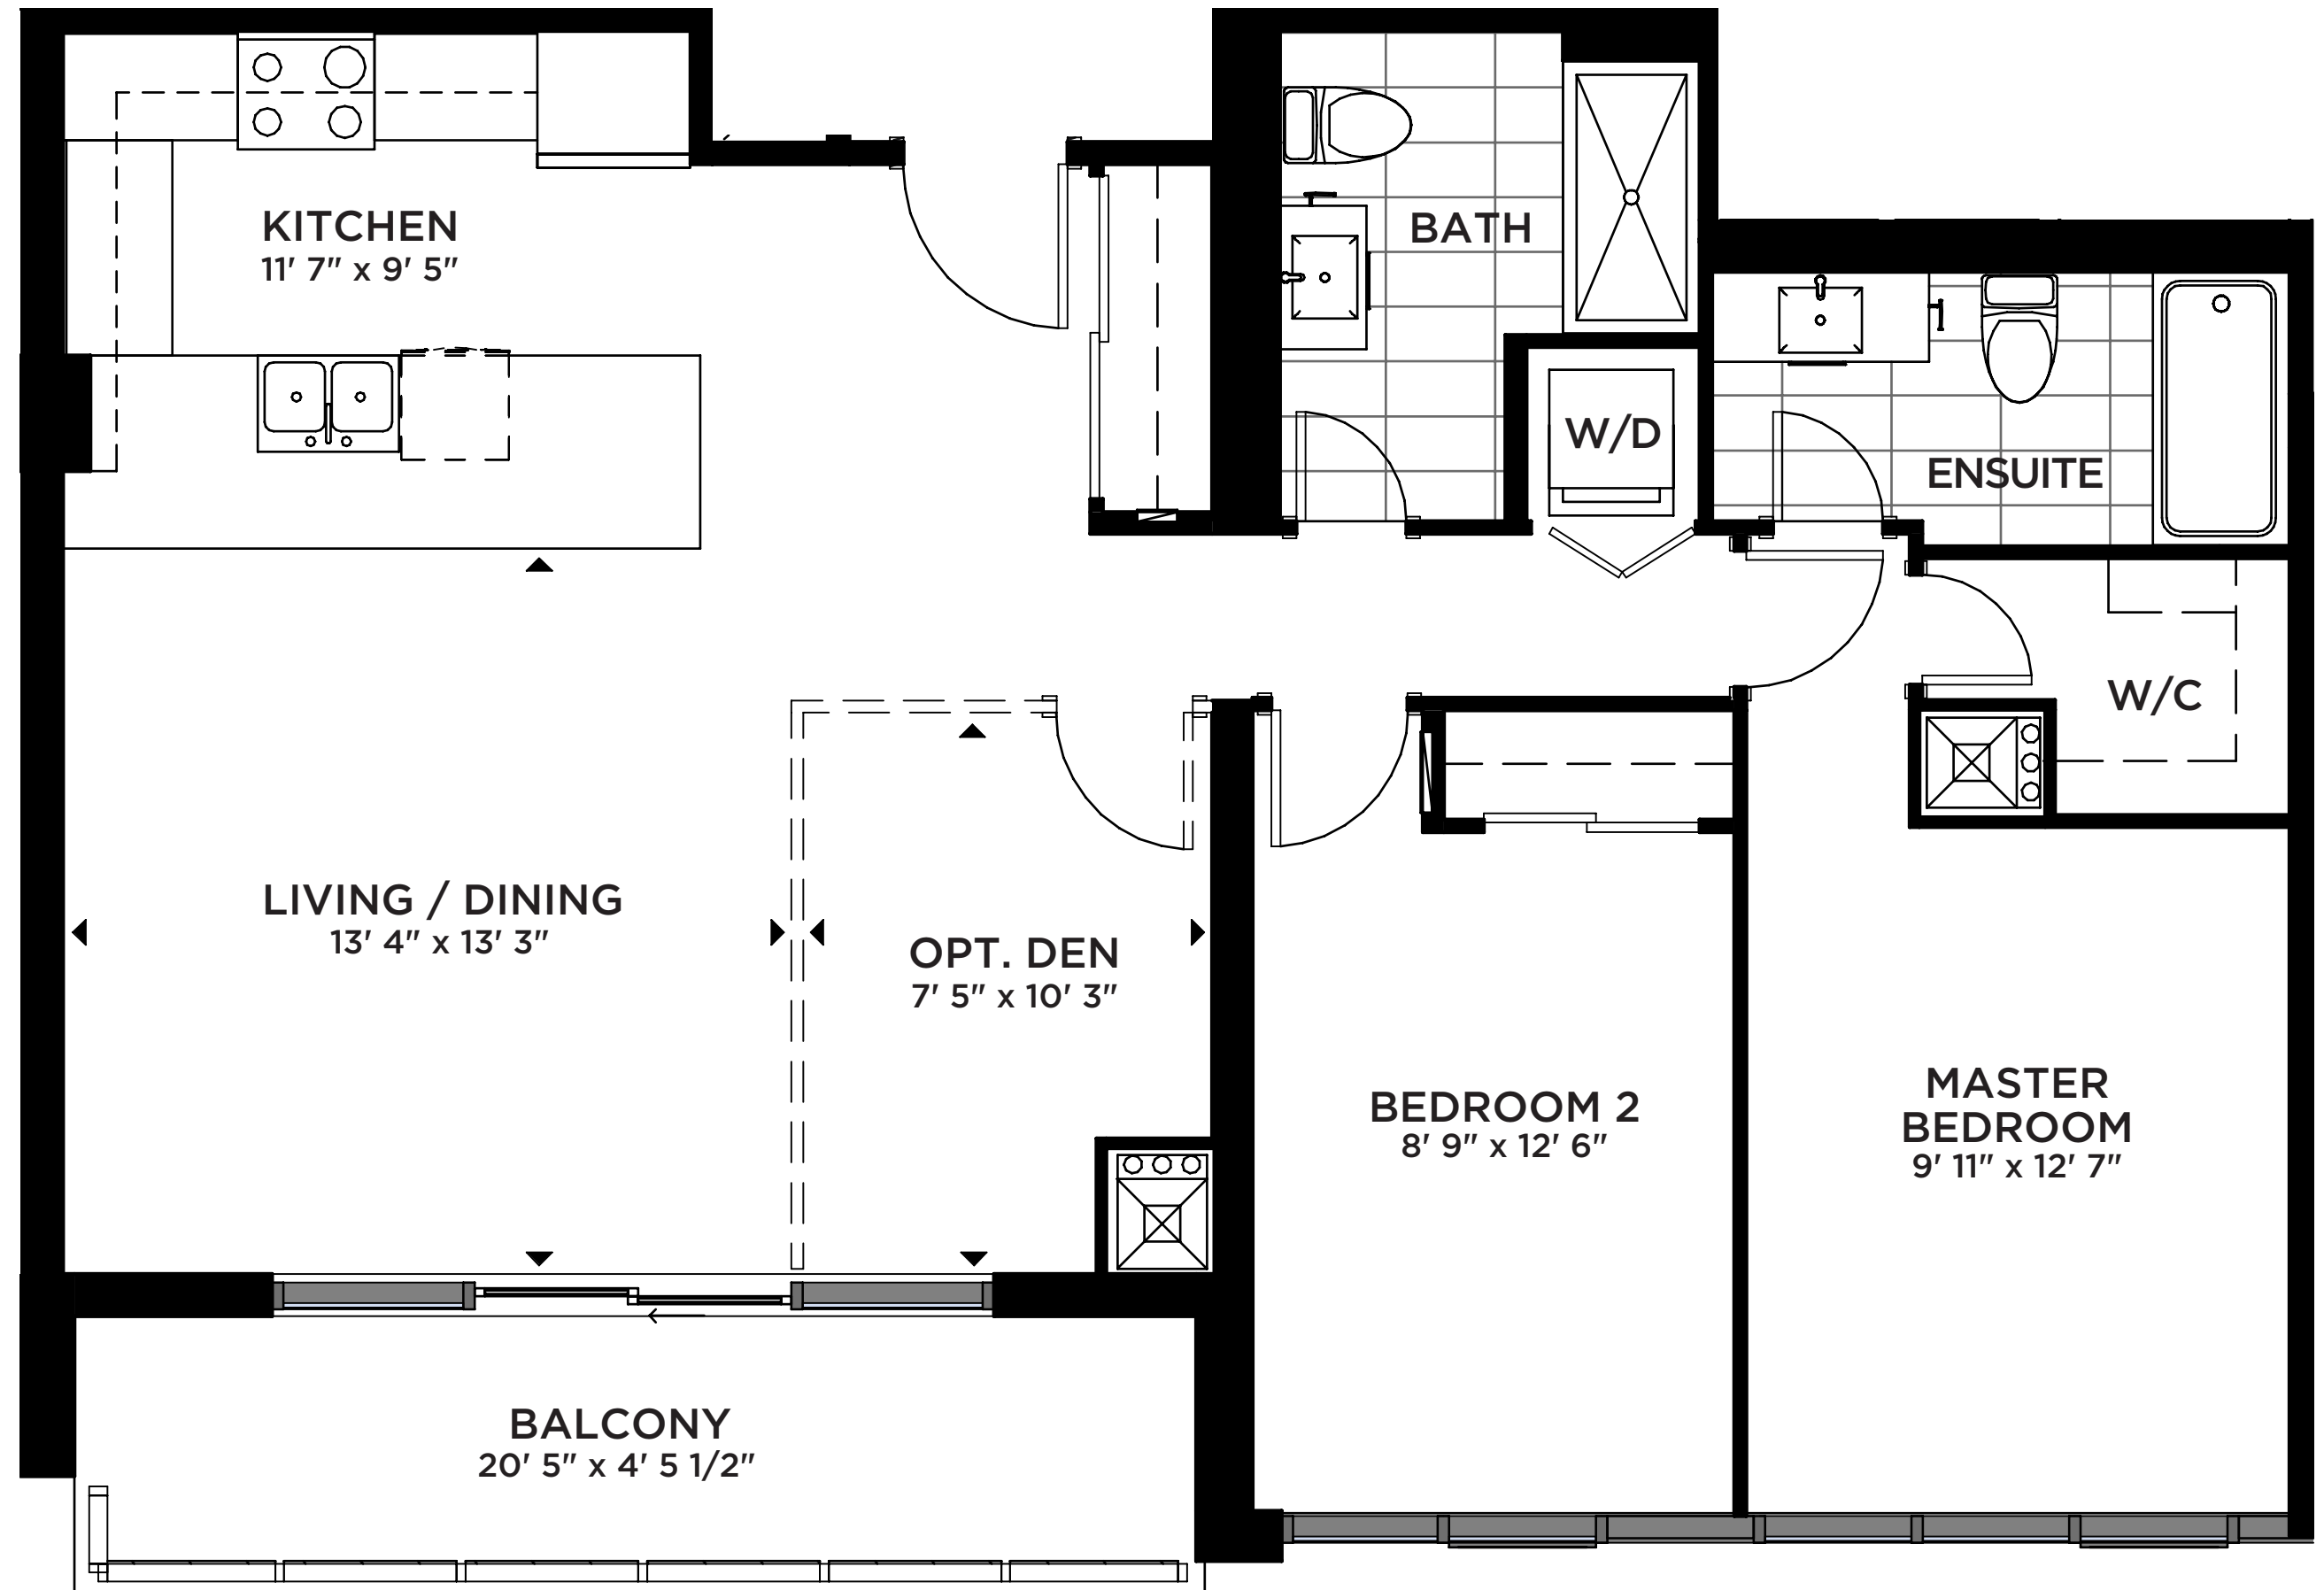 KITCHEN
11' 7" x 9' 5"
BATH
W/D
ENSUITE
W/C
LIVING / DINING
13' 4" x 13' 3"
OPT. DEN
7' 5" x 10' 3"
BEDROOM 2
8' 9" x 12' 6"
MASTER
BEDROOM
9' 11" x 12' 7"
BALCONY
20' 5" x 4' 5 1/2"